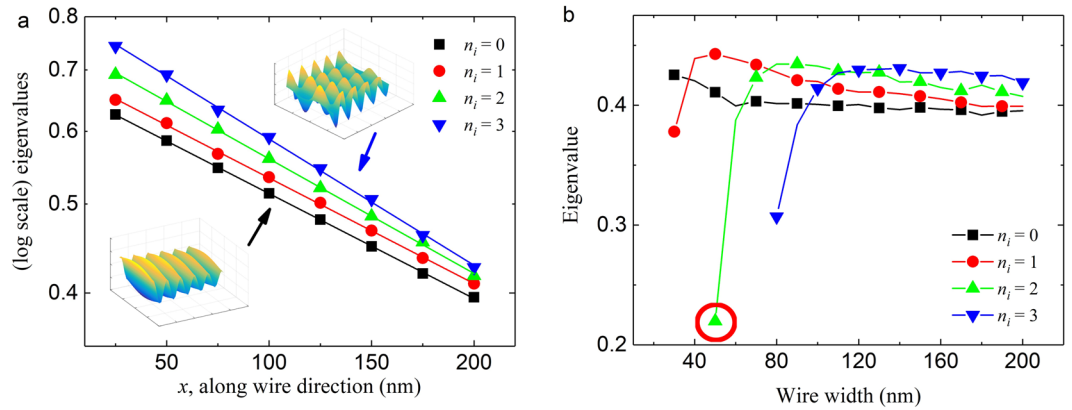 a
(log scale) eigenvalues
0.8
0.7
0.6
0.5
0.4
50
100
150
200
x, along wire direction (nm)
n_i = 0
n_i = 1
n_i = 2
n_i = 3
b
Eigenvalue
0.4
0.3
0.2
40
80
120
160
200
Wire width (nm)
n_i = 0
n_i = 1
n_i = 2
n_i = 3